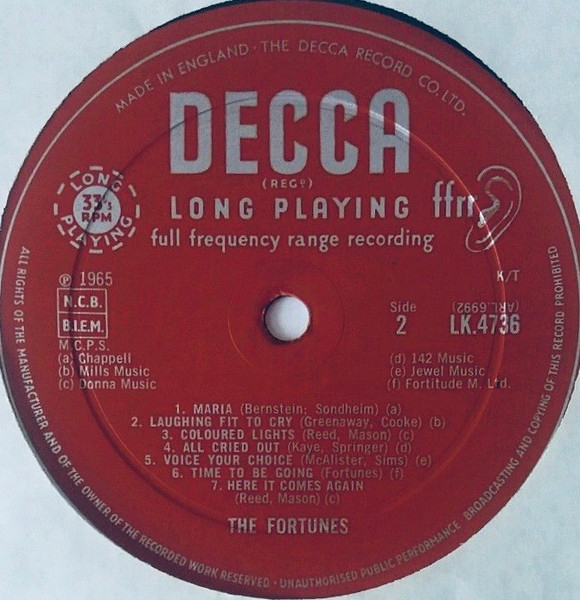 MADE IN ENGLAND · THE DECCA RECORD CO. LTD.
DECCA
(REGD)
LONG PLAYING ffrr
full frequency range recording
LONG
33⅓
RPM
PLAYING
℗ 1965
K/T
N.C.B.
B.I.E.M.
Side
2
(ARL.6992)
LK.4736
M.C.P.S.
(a) Chappell
(b) Mills Music
(c) Donna Music
(d) 142 Music
(e) Jewel Music
(f) Fortitude M. Ltd.
1. MARIA (Bernstein; Sondheim) (a)
2. LAUGHING FIT TO CRY (Greenaway, Cooke) (b)
3. COLOURED LIGHTS (Reed, Mason) (c)
4. ALL CRIED OUT (Kaye, Springer) (d)
5. VOICE YOUR CHOICE (McAlister, Sims) (e)
6. TIME TO BE GOING (Fortunes) (f)
7. HERE IT COMES AGAIN
(Reed, Mason) (c)
THE FORTUNES
ALL RIGHTS OF THE MANUFACTURER AND OF THE OWNER OF THE RECORDED WORK RESERVED · UNAUTHORISED PUBLIC PERFORMANCE BROADCASTING AND COPYING OF THIS RECORD PROHIBITED